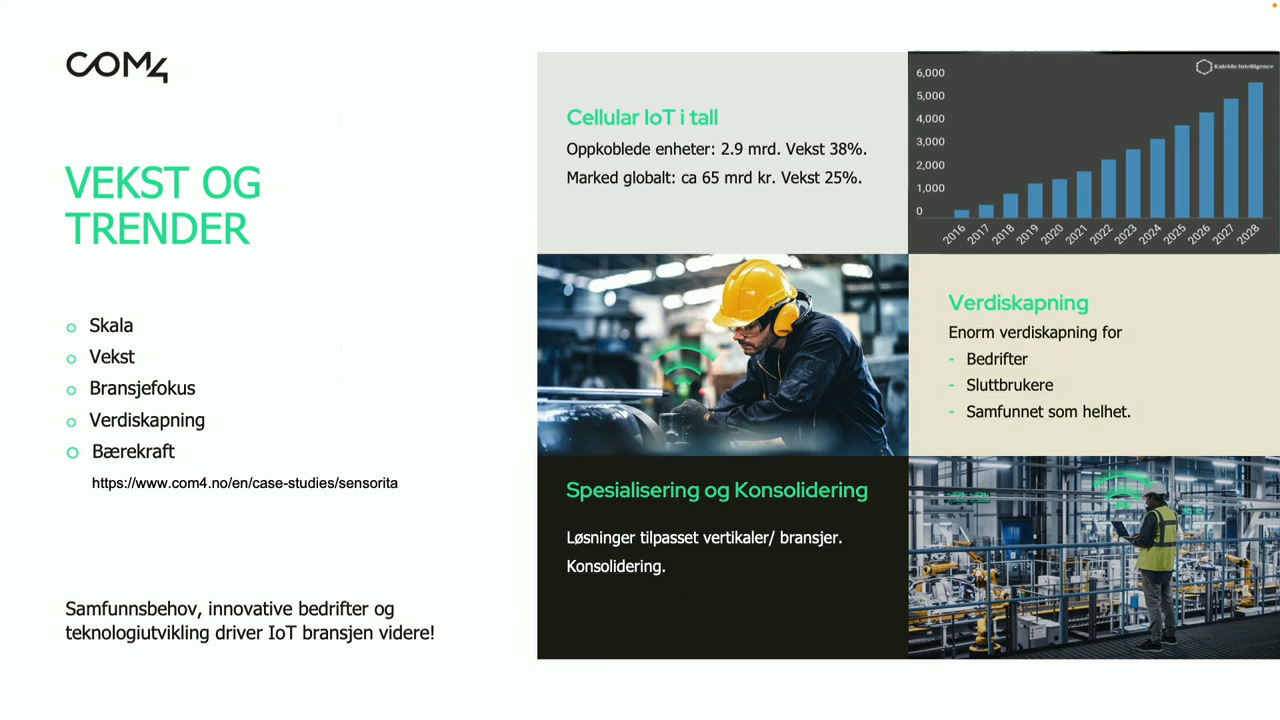 COM4
VEKST OG
TRENDER
Skala
Vekst
Bransjefokus
Verdiskapning
Bærekraft
https://www.com4.no/en/case-studies/sensorita
Samfunnsbehov, innovative bedrifter og
teknologiutvikling driver IoT bransjen videre!
Cellular IoT i tall
Oppkoblede enheter: 2.9 mrd. Vekst 38%.
Marked globalt: ca 65 mrd kr. Vekst 25%.
Kaleido Intelligence
6,000
5,000
4,000
3,000
2,000
1,000
0
2016 2017 2018 2019 2020 2021 2022 2023 2024 2025 2026 2027 2028
Verdiskapning
Enorm verdiskapning for
- Bedrifter
- Sluttbrukere
- Samfunnet som helhet.
Spesialisering og Konsolidering
Løsninger tilpasset vertikaler/ bransjer.
Konsolidering.